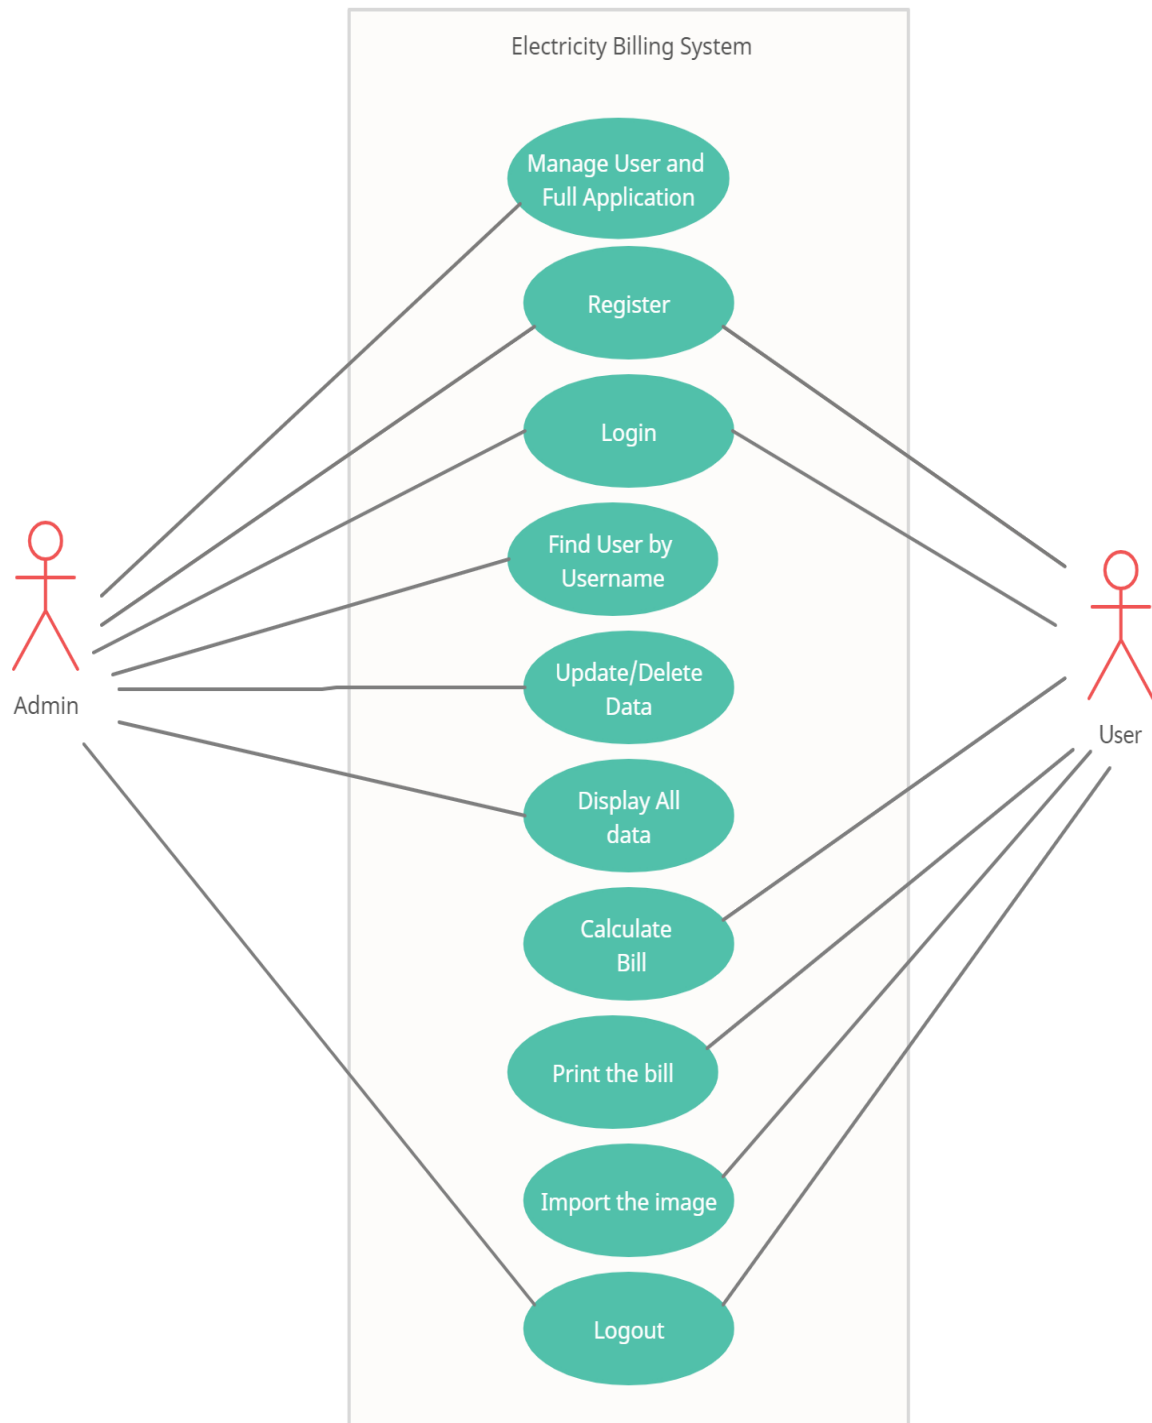 Electricity Billing System
Manage User and
Full Application
Register
Login
Find User by
Username
Update/Delete
Data
Admin
User
Display All
data
Calculate
Bill
Print the bill
Import the image
Logout